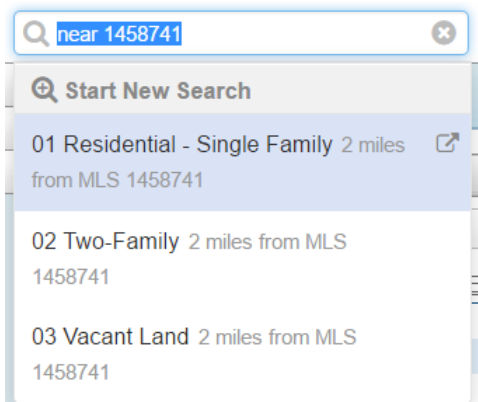 near 1458741
Start New Search
01 Residential - Single Family 2 miles
from MLS 1458741
02 Two-Family 2 miles from MLS
1458741
03 Vacant Land 2 miles from MLS
1458741